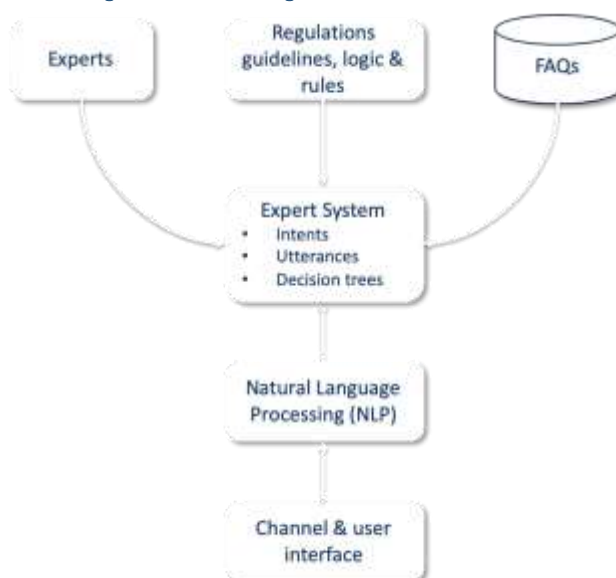 Experts
Regulations
guidelines, logic &
rules
FAQs
Expert System
• Intents
• Utterances
• Decision trees
Natural Language
Processing (NLP)
Channel & user
interface